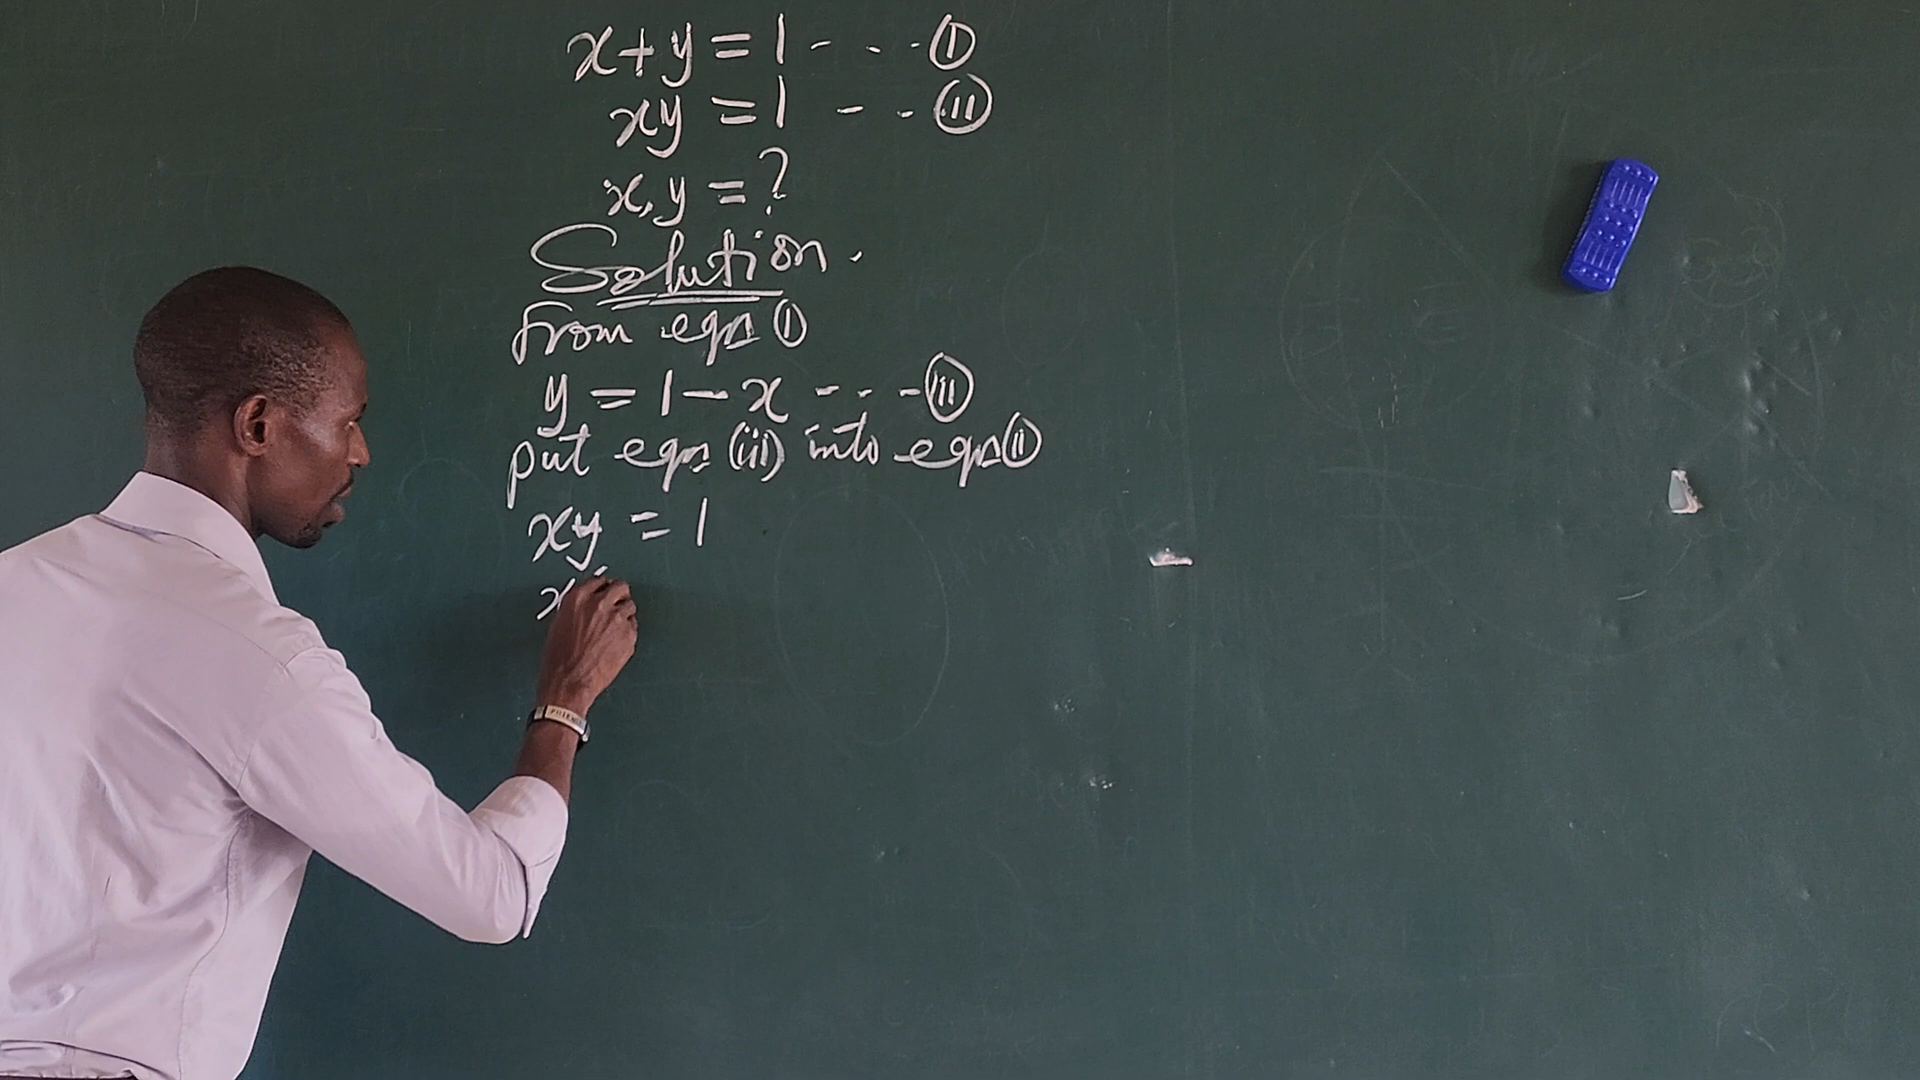 x+y=1--- (i)
xy=1 -- (ii)
x,y=?
Solution.
from eqn (i)
y=1-x --- (iii)
put eqn (iii) into eqn (ii)
xy=1
x